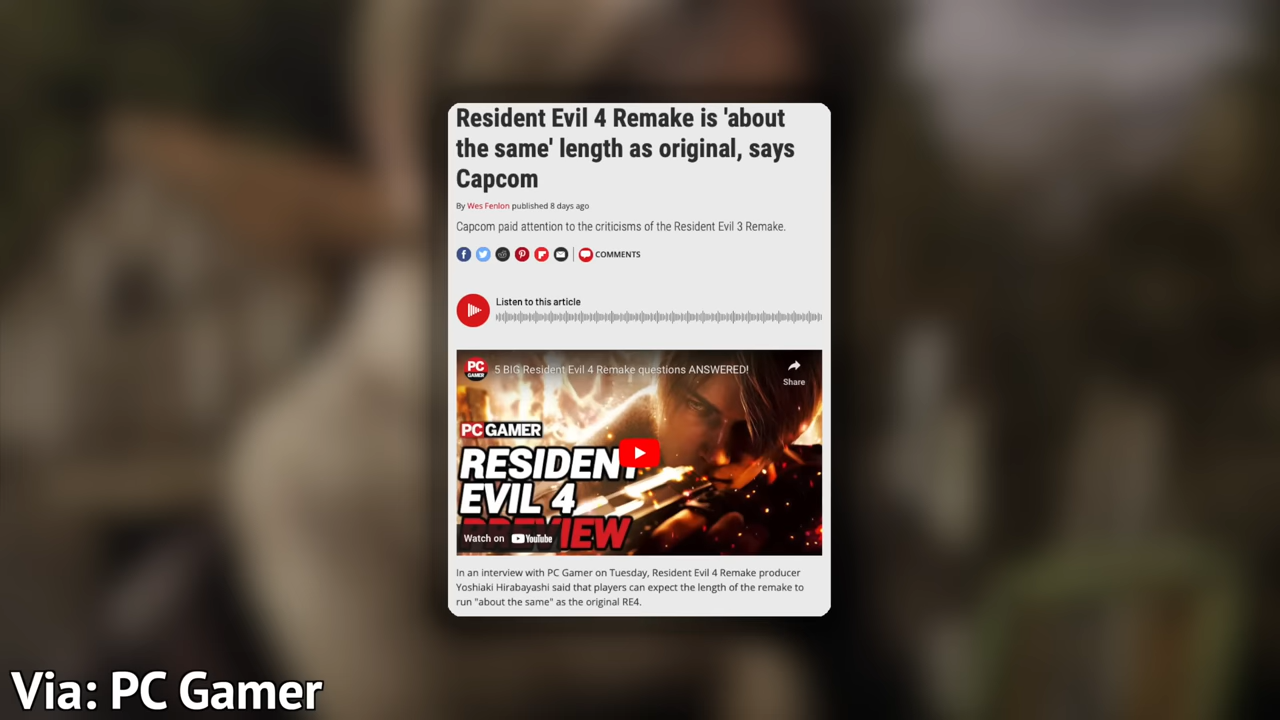 Resident Evil 4 Remake is 'about
the same' length as original, says
Capcom
By Wes Fenlon published 8 days ago
Capcom paid attention to the criticisms of the Resident Evil 3 Remake.
COMMENTS
Listen to this article
PC
GAMER
5 BIG Resident Evil 4 Remake questions ANSWERED!
Share
PC GAMER
RESIDENT
EVIL 4
PREVIEW
Watch on YouTube
In an interview with PC Gamer on Tuesday, Resident Evil 4 Remake producer
Yoshiaki Hirabayashi said that players can expect the length of the remake to
run "about the same" as the original RE4.
Via: PC Gamer